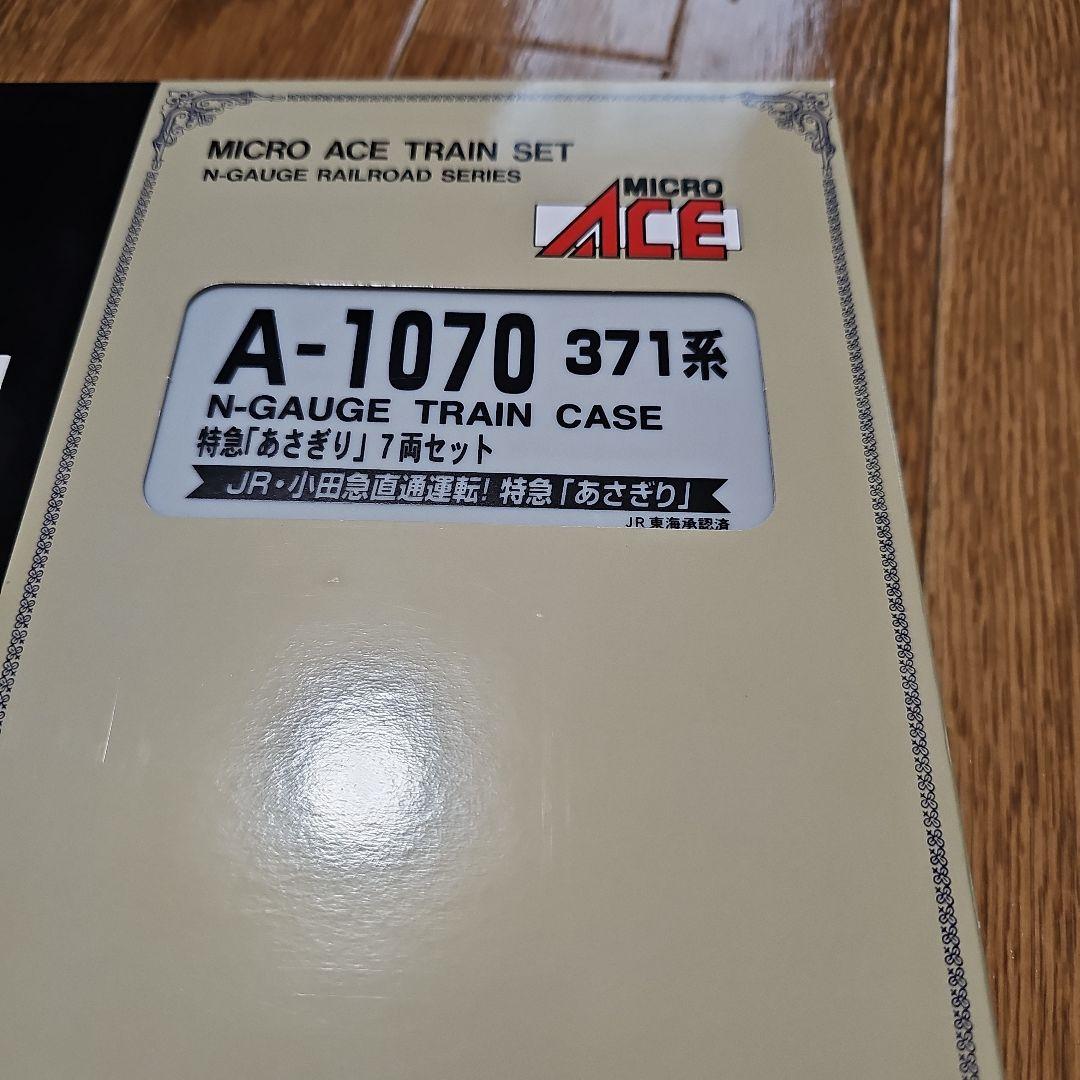 MICRO ACE TRAIN SET
N-GAUGE RAILROAD SERIES
MICRO
ACE
A-1070 371系
N-GAUGE TRAIN CASE
特急「あさぎり」7両セット
JR・小田急直通運転! 特急「あさぎり」
JR東海承認済